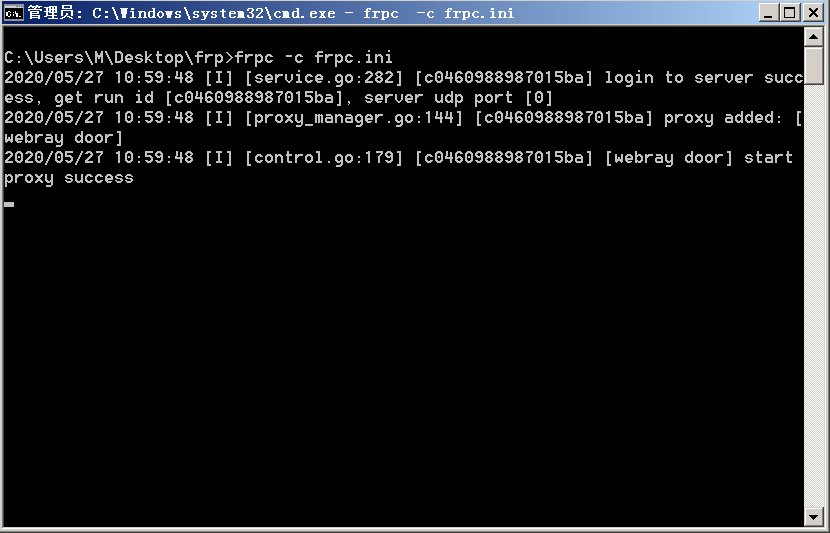 管理员: C:\Windows\system32\cmd.exe - frpc  -c frpc.ini
C:\Users\M\Desktop\frp>frpc -c frpc.ini
2020/05/27 10:59:48 [I] [service.go:282] [c0460988987015ba] login to server succ
ess, get run id [c0460988987015ba], server udp port [0]
2020/05/27 10:59:48 [I] [proxy_manager.go:144] [c0460988987015ba] proxy added: [
webray door]
2020/05/27 10:59:48 [I] [control.go:179] [c0460988987015ba] [webray door] start
proxy success